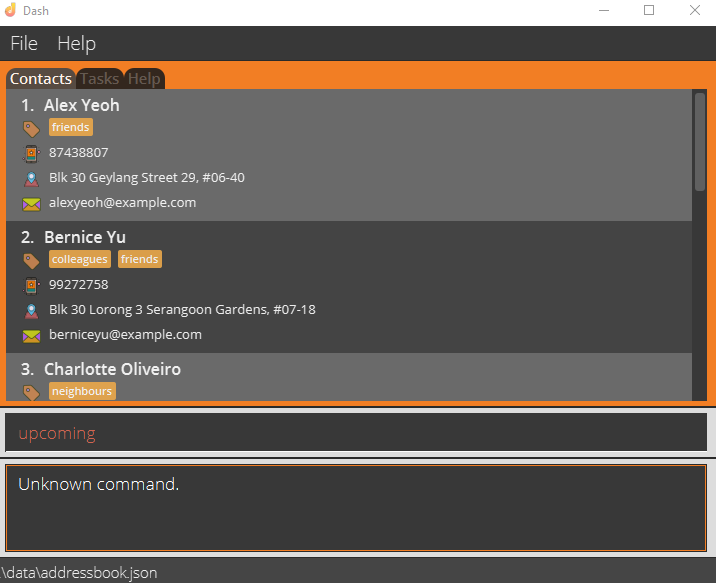 Dash
File Help
Contacts Tasks Help
1. Alex Yeoh
friends
87438807
Blk 30 Geylang Street 29, #06-40
alexyeoh@example.com
2. Bernice Yu
colleagues friends
99272758
Blk 30 Lorong 3 Serangoon Gardens, #07-18
berniceyu@example.com
3. Charlotte Oliveiro
neighbours
upcoming
Unknown command.
.\data\addressbook.json